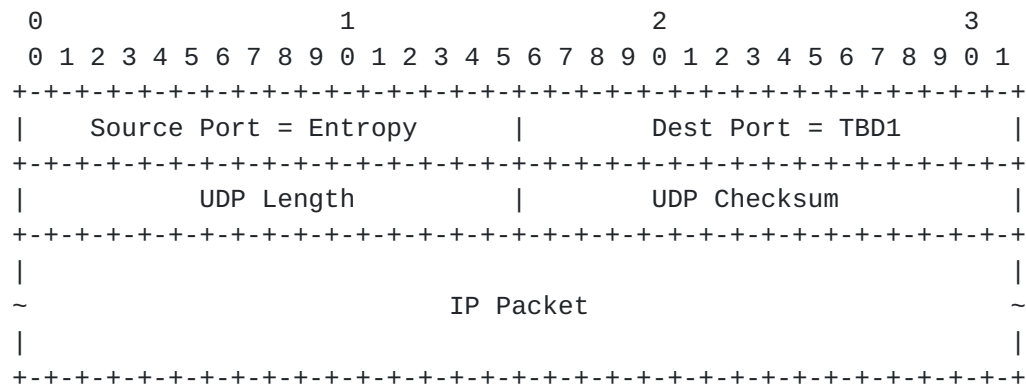 0                   1                   2                   3
 0 1 2 3 4 5 6 7 8 9 0 1 2 3 4 5 6 7 8 9 0 1 2 3 4 5 6 7 8 9 0 1
+-+-+-+-+-+-+-+-+-+-+-+-+-+-+-+-+-+-+-+-+-+-+-+-+-+-+-+-+-+-+-+-+
|    Source Port = Entropy      |        Dest Port = TBD1       |
+-+-+-+-+-+-+-+-+-+-+-+-+-+-+-+-+-+-+-+-+-+-+-+-+-+-+-+-+-+-+-+-+
|           UDP Length          |        UDP Checksum           |
+-+-+-+-+-+-+-+-+-+-+-+-+-+-+-+-+-+-+-+-+-+-+-+-+-+-+-+-+-+-+-+-+
|                                                               |
~                           IP Packet                           ~
|                                                               |
+-+-+-+-+-+-+-+-+-+-+-+-+-+-+-+-+-+-+-+-+-+-+-+-+-+-+-+-+-+-+-+-+